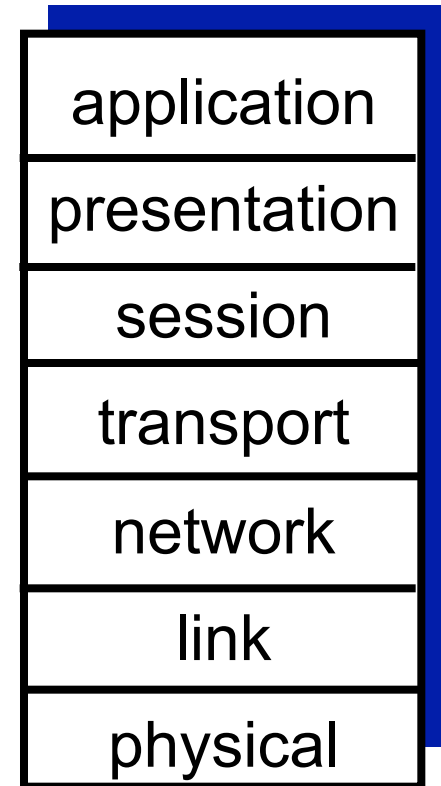 application
presentation
session
transport
network
link
physical